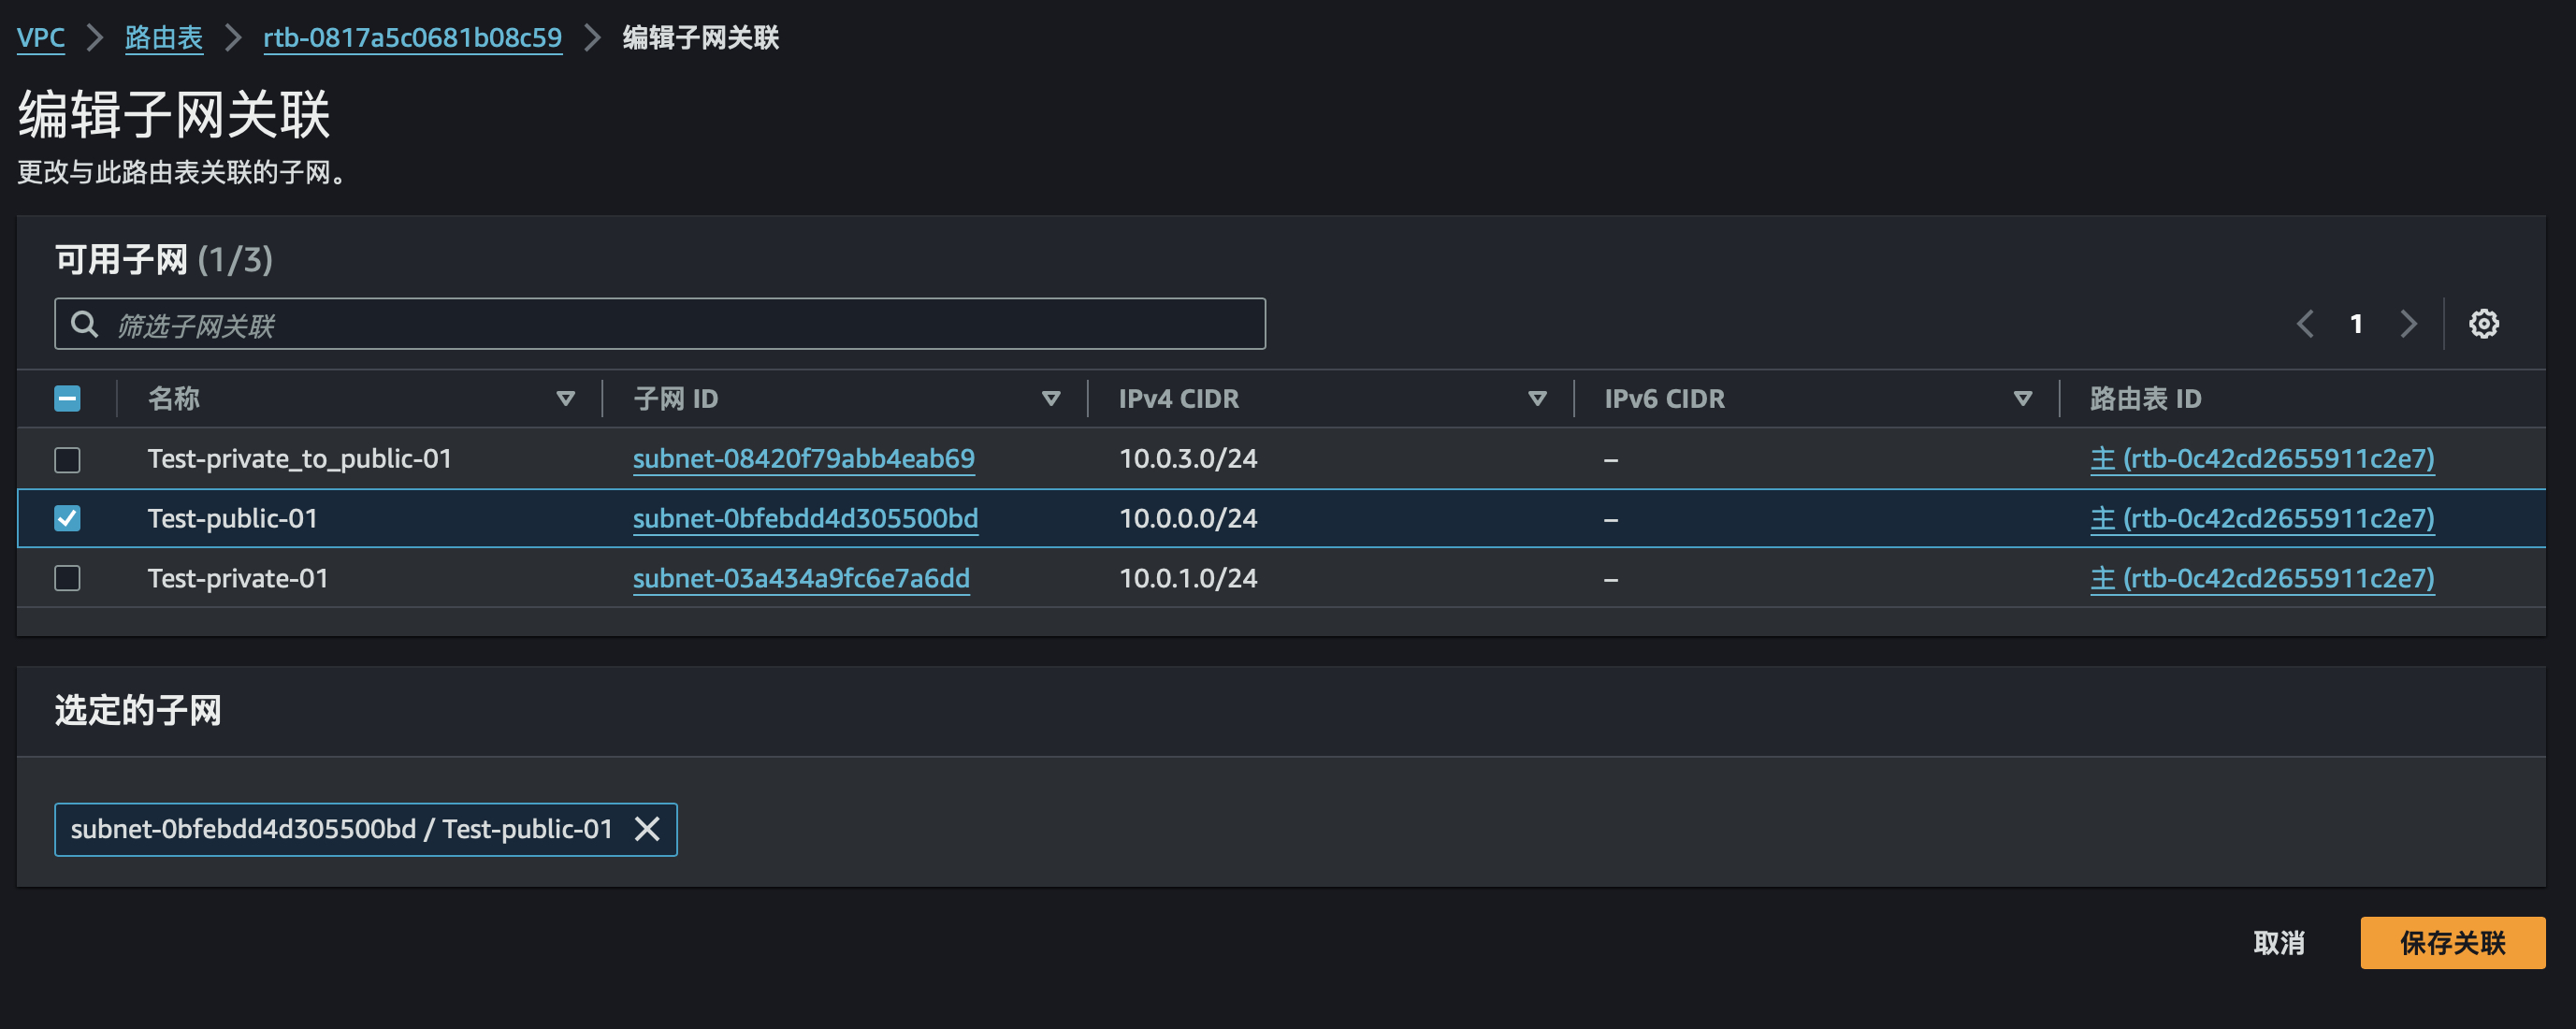 VPC > 路由表 > rtb-0817a5c0681b08c59 > 编辑子网关联
编辑子网关联
更改与此路由表关联的子网。
可用子网 (1/3)
筛选子网关联
1
名称 子网 ID IPv4 CIDR IPv6 CIDR 路由表 ID
Test-private_to_public-01 subnet-08420f79abb4eab69 10.0.3.0/24 – 主 (rtb-0c42cd2655911c2e7)
Test-public-01 subnet-0bfebdd4d305500bd 10.0.0.0/24 – 主 (rtb-0c42cd2655911c2e7)
Test-private-01 subnet-03a434a9fc6e7a6dd 10.0.1.0/24 – 主 (rtb-0c42cd2655911c2e7)
选定的子网
subnet-0bfebdd4d305500bd / Test-public-01
取消 保存关联